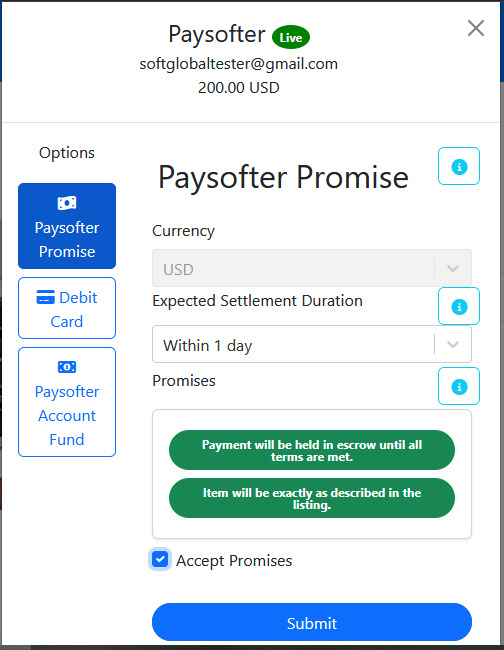 Paysofter Live
softglobaltester@gmail.com
200.00 USD
Options
Paysofter
Promise
Debit
Card
Paysofter
Account
Fund
Paysofter Promise
Currency
USD
Expected Settlement Duration
Within 1 day
Promises
Payment will be held in escrow until all
terms are met.
Item will be exactly as described in the
listing.
Accept Promises
Submit